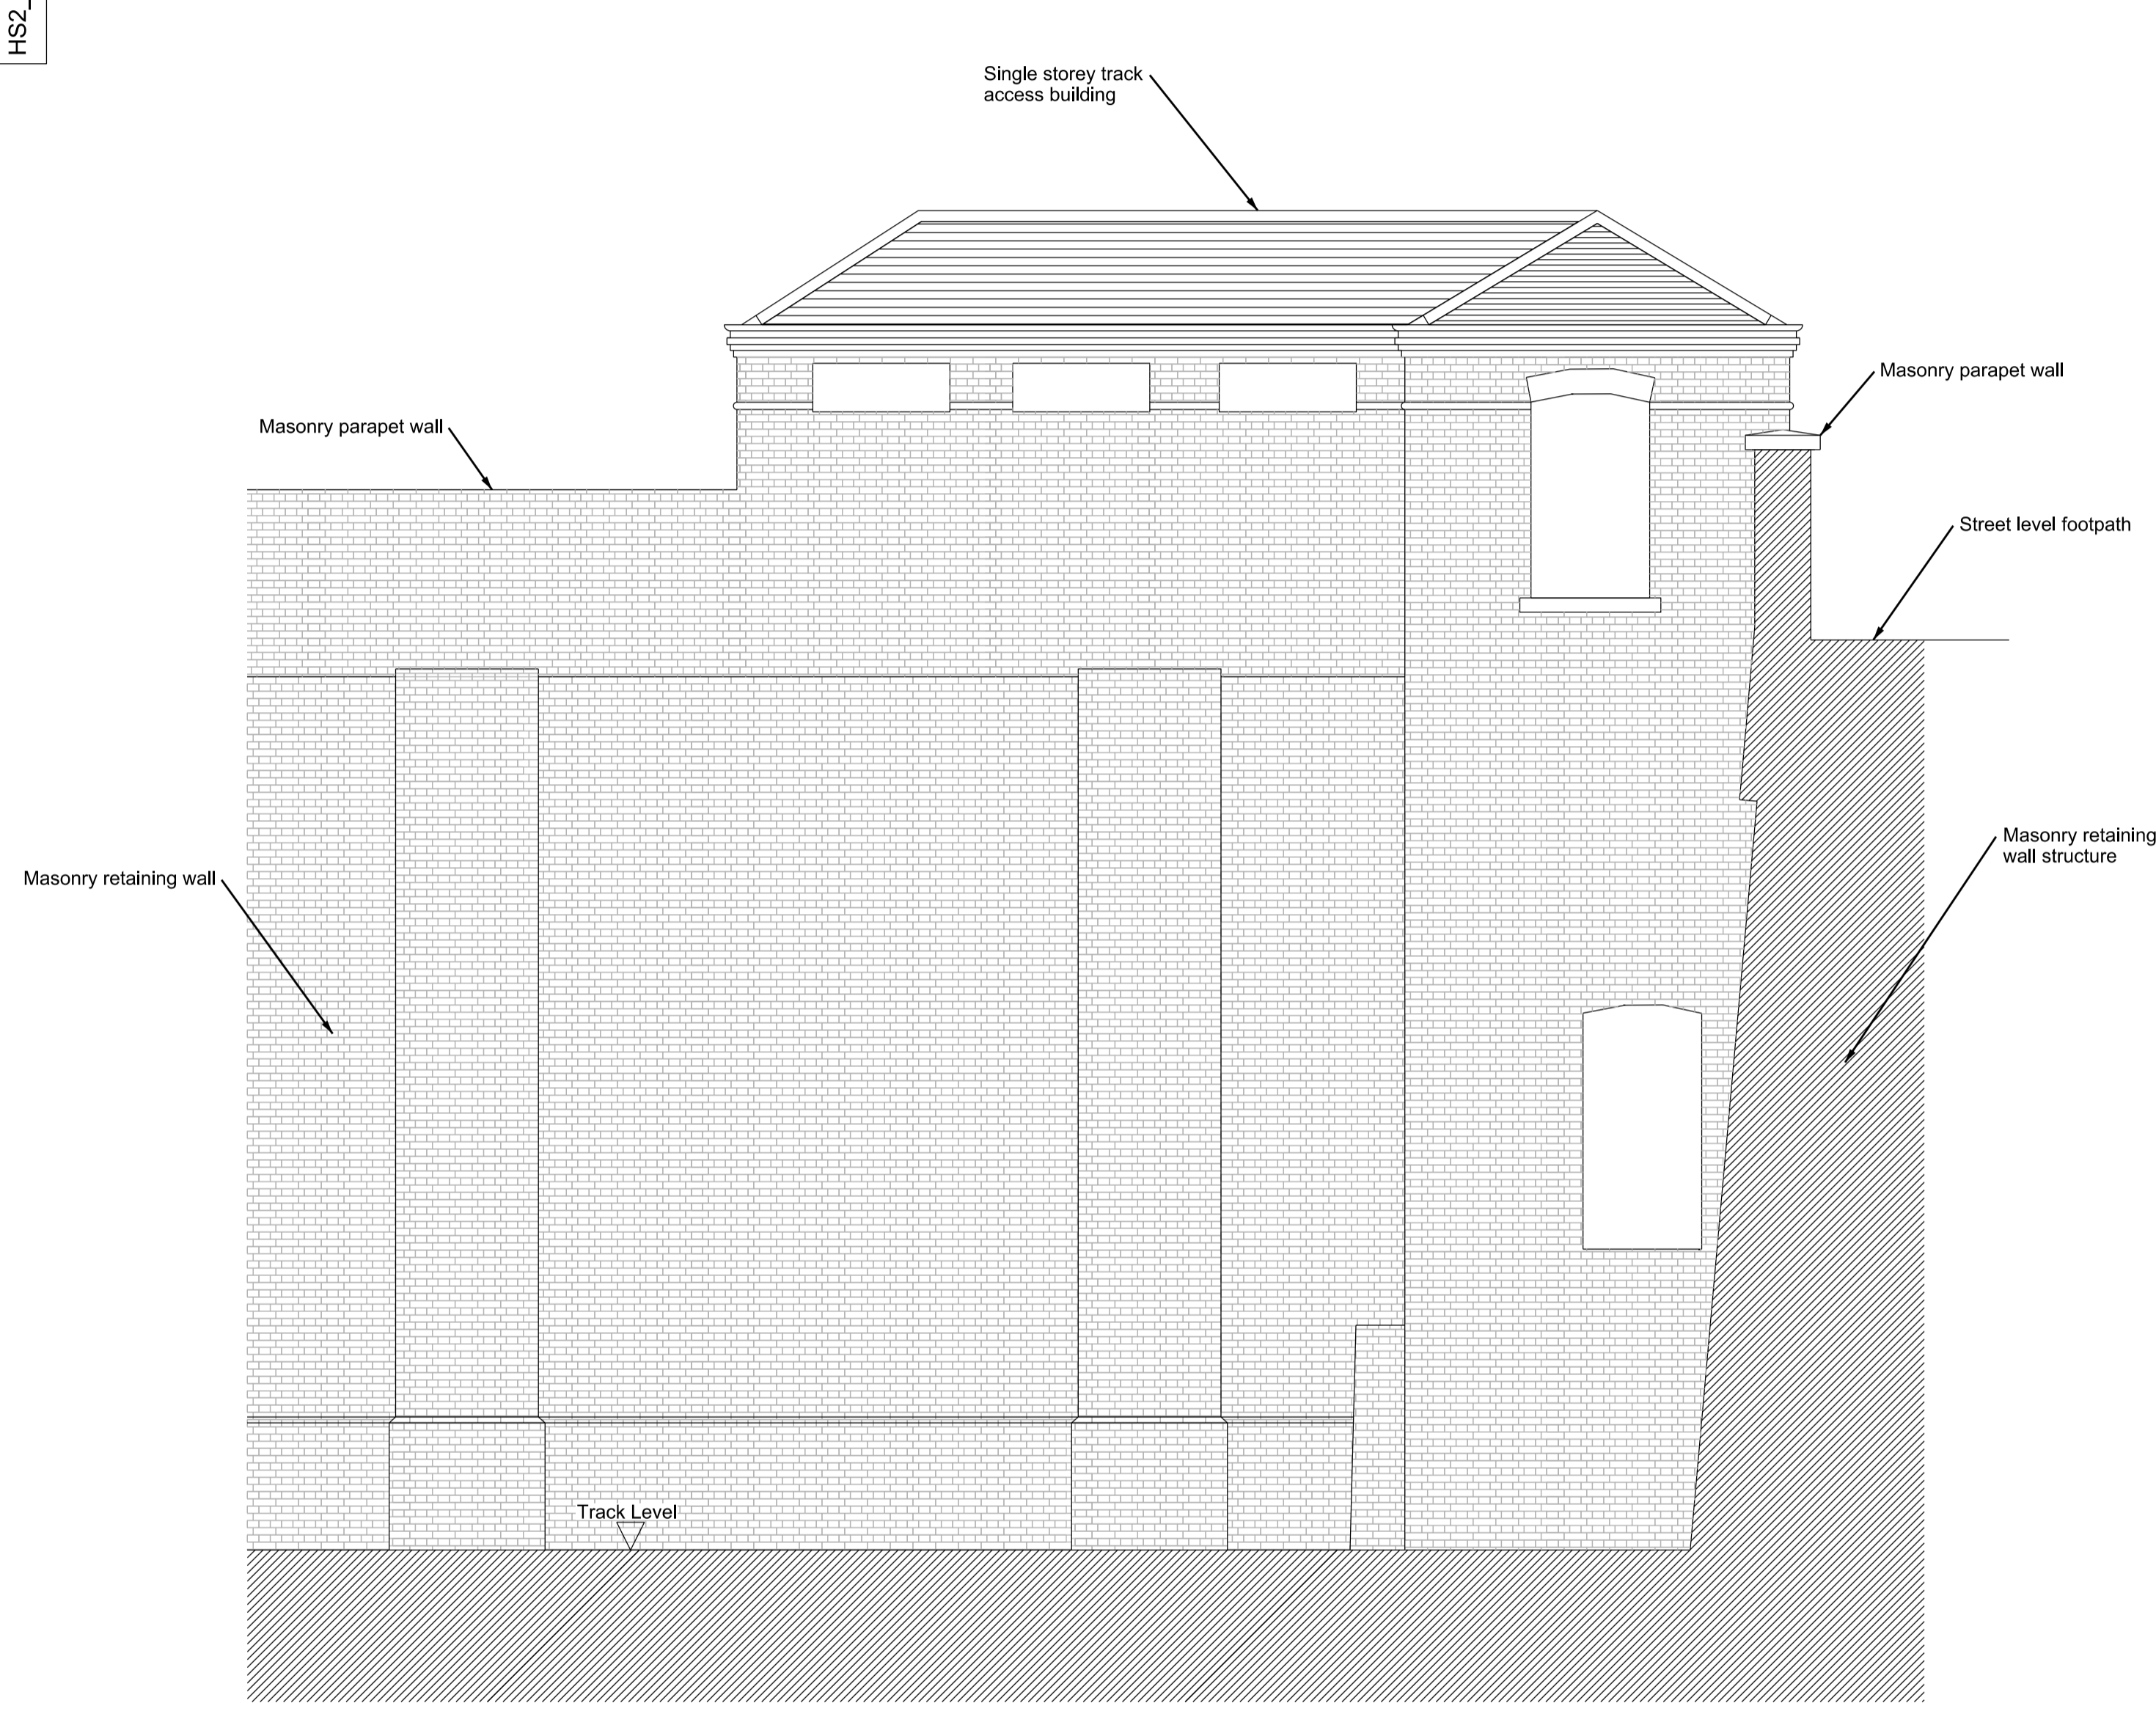 HS2_
Single storey track
access building
Masonry parapet wall
Masonry parapet wall
Street level footpath
Masonry retaining
wall structure
Masonry retaining wall
Track Level